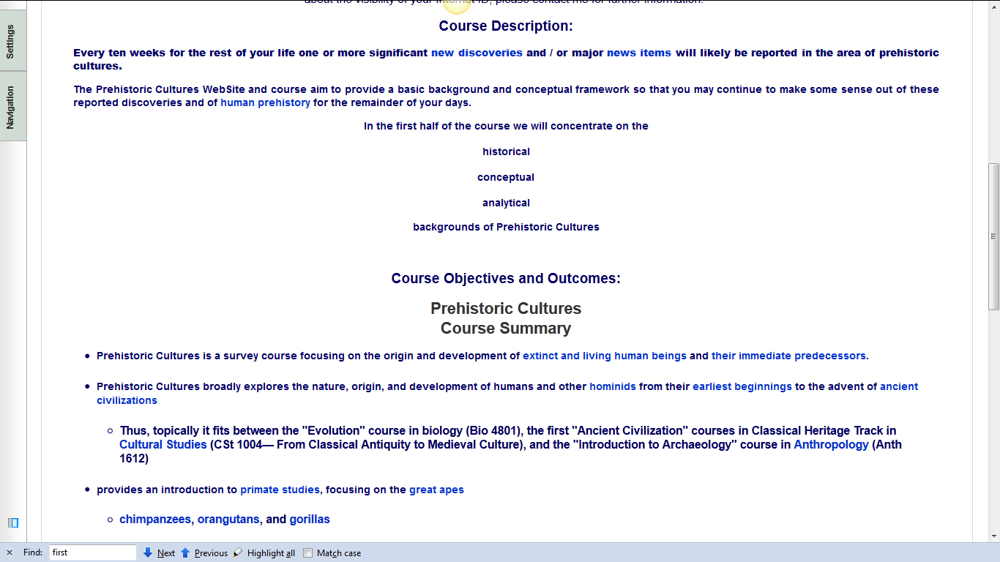 about the visibility of your Internet ID, please contact me for further information.
Course Description:
Every ten weeks for the rest of your life one or more significant new discoveries and / or major news items will likely be reported in the area of prehistoric
cultures.
The Prehistoric Cultures WebSite and course aim to provide a basic background and conceptual framework so that you may continue to make some sense out of these
reported discoveries and of human prehistory for the remainder of your days.
In the first half of the course we will concentrate on the
historical
conceptual
analytical
backgrounds of Prehistoric Cultures
Course Objectives and Outcomes:
Prehistoric Cultures
Course Summary
Prehistoric Cultures is a survey course focusing on the origin and development of extinct and living human beings and their immediate predecessors.
Prehistoric Cultures broadly explores the nature, origin, and development of humans and other hominids from their earliest beginnings to the advent of ancient
civilizations
Thus, topically it fits between the "Evolution" course in biology (Bio 4801), the first "Ancient Civilization" courses in Classical Heritage Track in
Cultural Studies (CSt 1004— From Classical Antiquity to Medieval Culture), and the "Introduction to Archaeology" course in Anthropology (Anth
1612)
provides an introduction to primate studies, focusing on the great apes
chimpanzees, orangutans, and gorillas
Settings
Navigation
× Find: first Next Previous Highlight all Match case